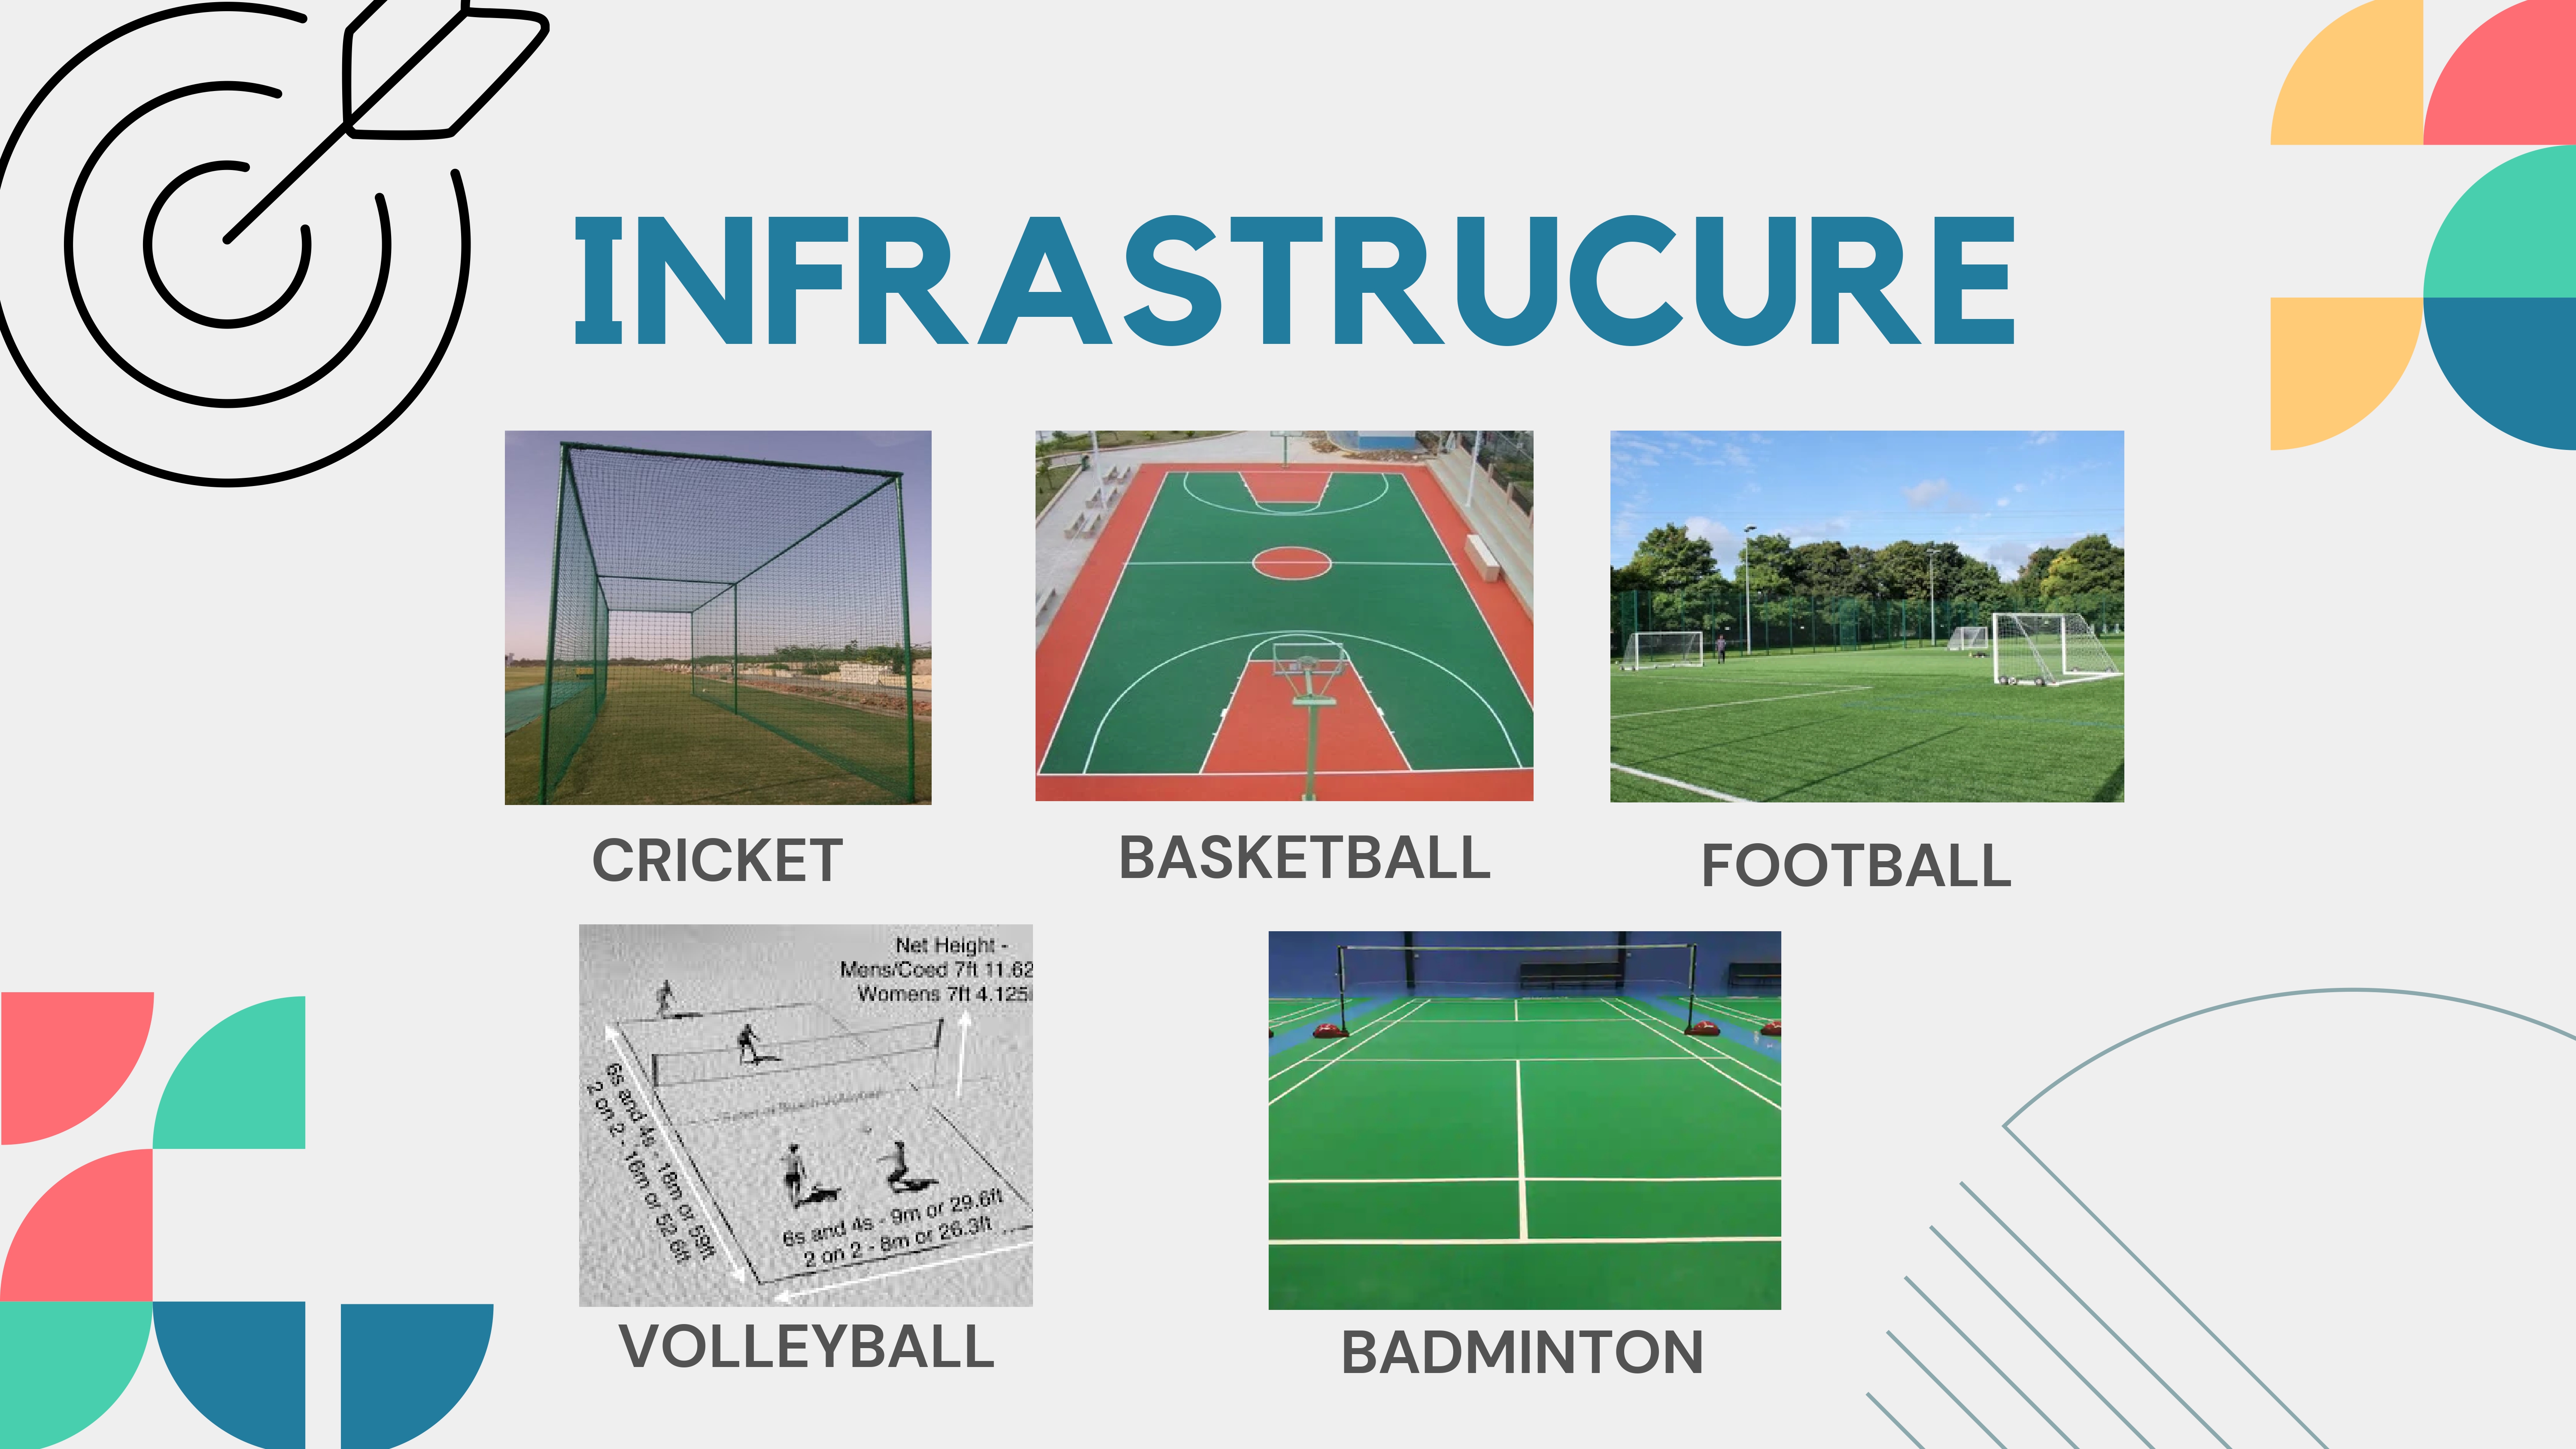 INFRASTRUCURE
CRICKET
BASKETBALL
FOOTBALL
Net Height -
Mens/Coed 7ft 11.62
Womens 7ft 4.125
6s and 4s - 18m or 59ft
2 on 2 - 16m or 52.6ft
6s and 4s - 9m or 29.6ft
2 on 2 - 8m or 26.3ft
VOLLEYBALL
BADMINTON